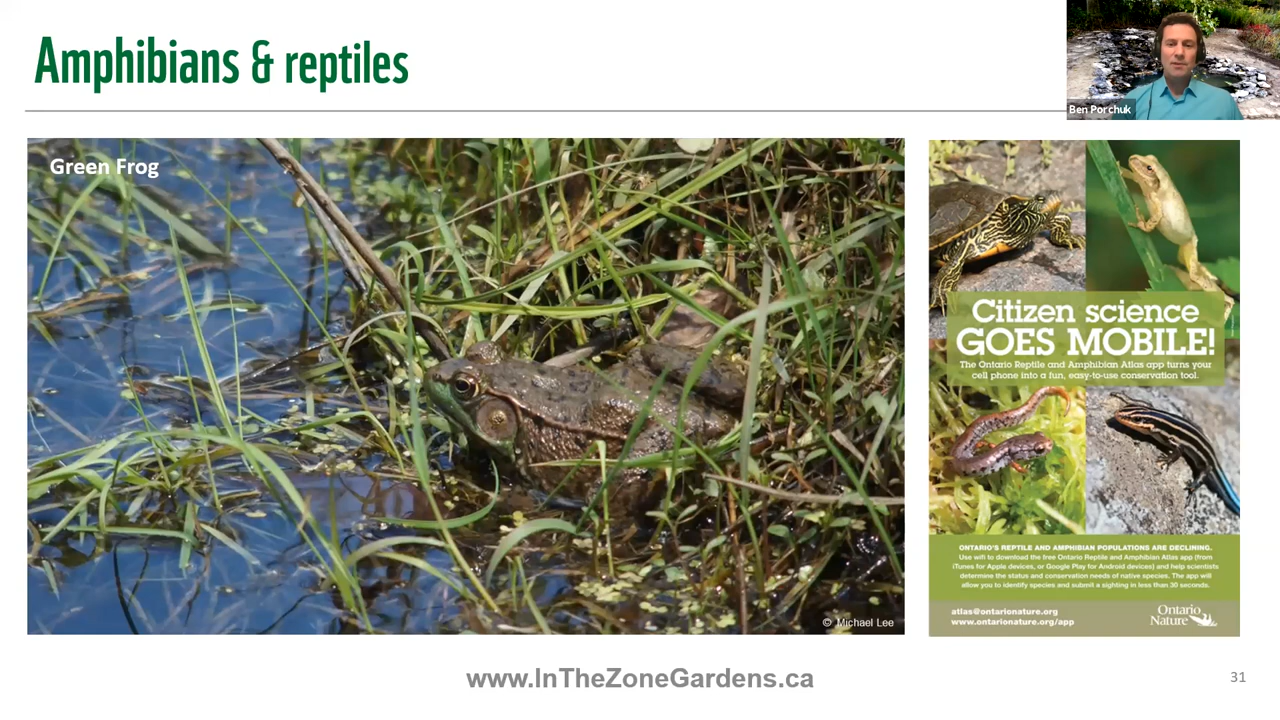 Amphibians & reptiles
Ben Porchuk
Green Frog
© Michael Lee
Citizen science
GOES MOBILE!
The Ontario Reptile and Amphibian Atlas app turns your
cell phone into a fun, easy-to-use conservation tool.
ONTARIO'S REPTILE AND AMPHIBIAN POPULATIONS ARE DECLINING.
Use wifi to download the free Ontario Reptile and Amphibian Atlas app (from
iTunes for Apple devices, or Google Play for Android devices) and help scientists
determine the status and conservation needs of native species. The app will
allow you to identify species and submit a sighting in less than 30 seconds.
atlas@ontarionature.org
www.ontarionature.org/app
Ontario
Nature
www.InTheZoneGardens.ca
31